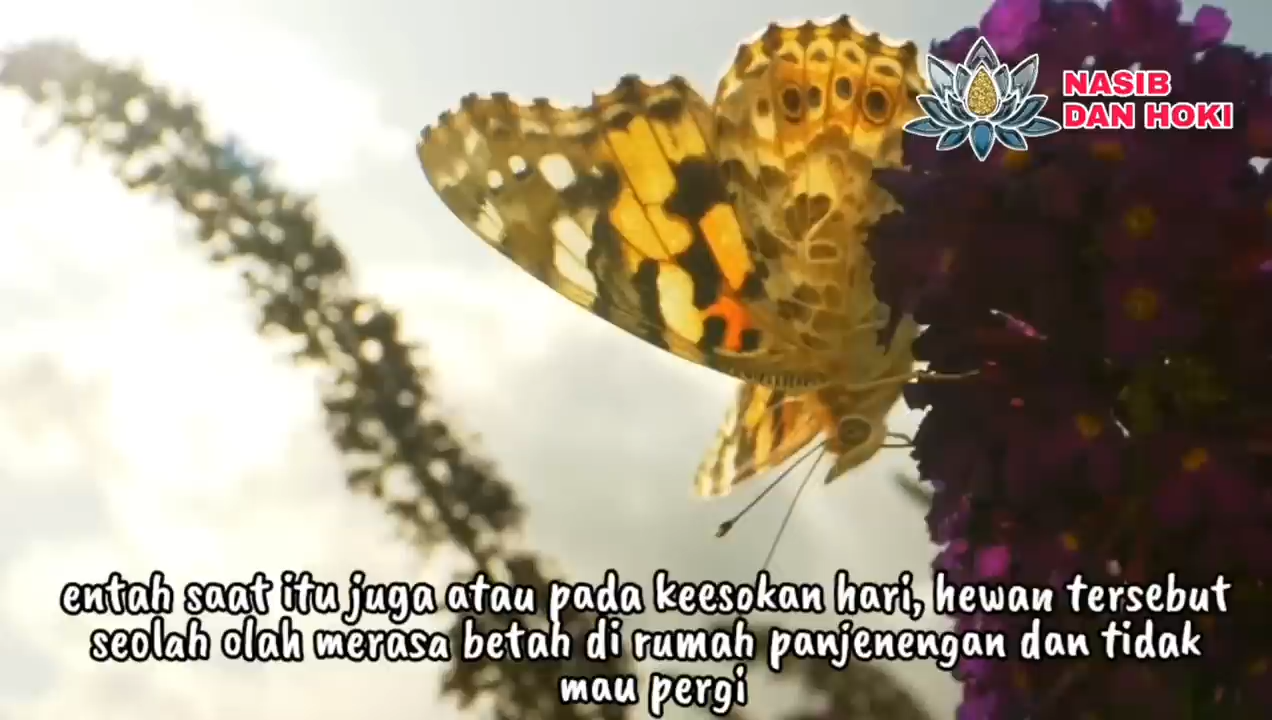 NASIB
DAN HOKI
entah saat itu juga atau pada keesokan hari, hewan tersebut
seolah olah merasa betah di rumah panjenengan dan tidak
mau pergi